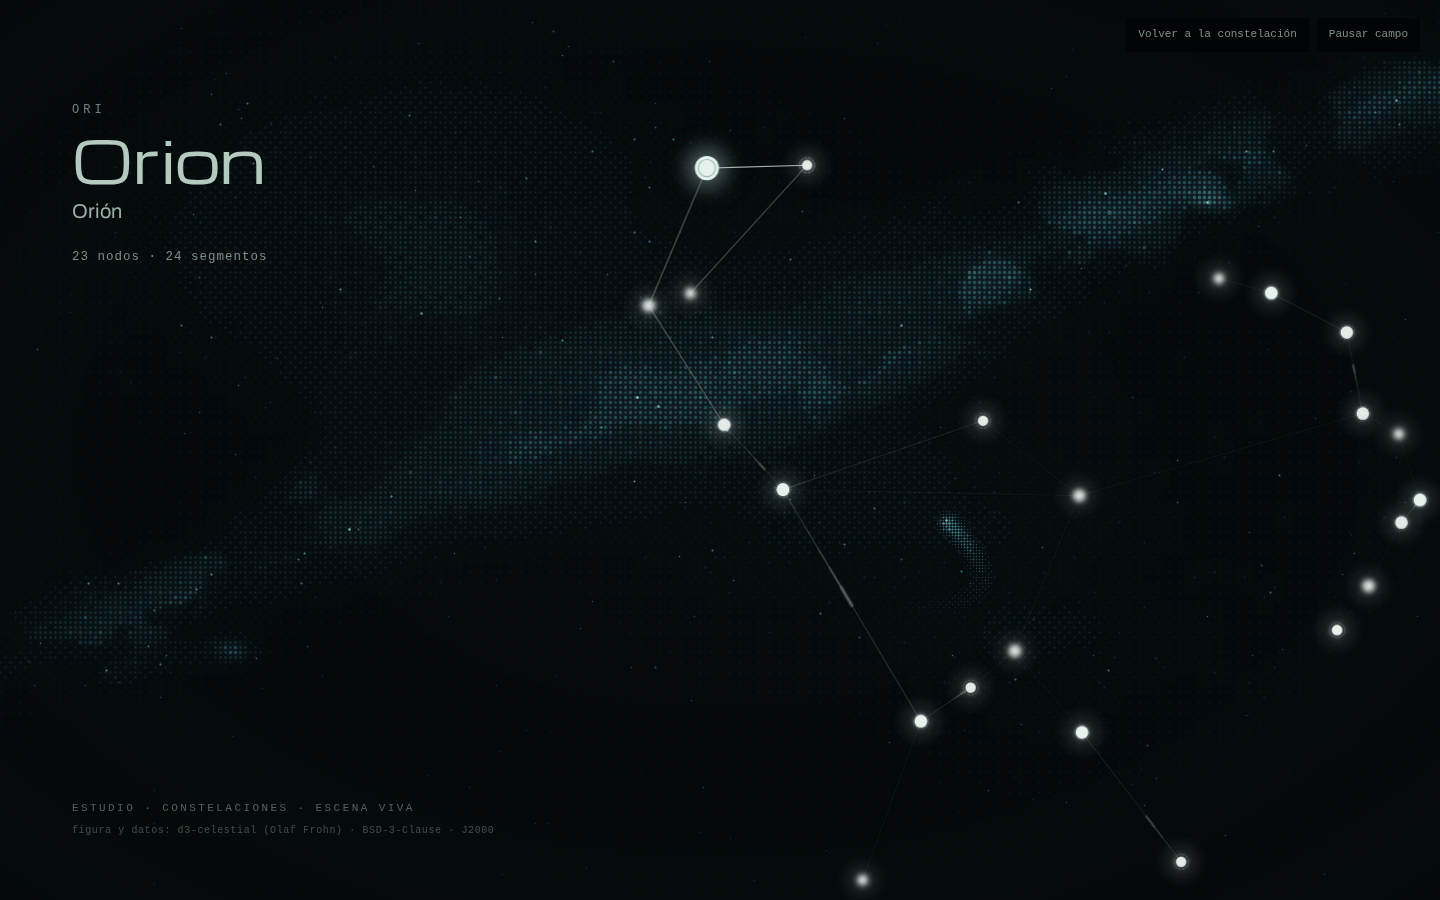 Volver a la constelación
Pausar campo
ORI
Orion
Orión
23 nodos · 24 segmentos
ESTUDIO · CONSTELACIONES · ESCENA VIVA
figura y datos: d3-celestial (Olaf Frohn) · BSD-3-Clause · J2000